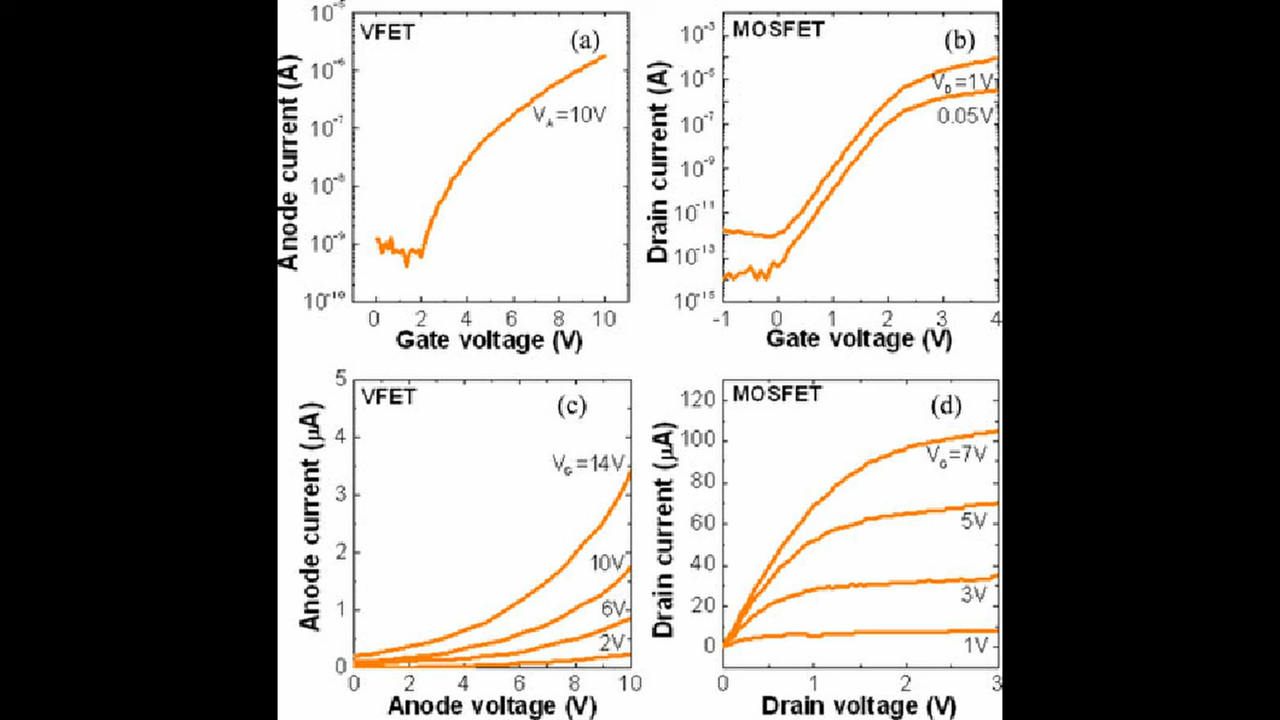 VFET
(a)
10⁻⁵
10⁻⁶
10⁻⁷
10⁻⁸
10⁻⁹
10⁻¹⁰
Anode current (A)
V_A=10V
0 2 4 6 8 10
Gate voltage (V)
MOSFET
(b)
10⁻³
10⁻⁵
10⁻⁷
10⁻⁹
10⁻¹¹
10⁻¹³
10⁻¹⁵
Drain current (A)
V_D=1V
0.05V
-1 0 1 2 3 4
Gate voltage (V)
VFET
(c)
5
4
3
2
1
0
Anode current (μA)
V_G=14V
10V
6V
2V
0 2 4 6 8 10
Anode voltage (V)
MOSFET
(d)
120
100
80
60
40
20
0
Drain current (μA)
V_G=7V
5V
3V
1V
0 1 2 3
Drain voltage (V)